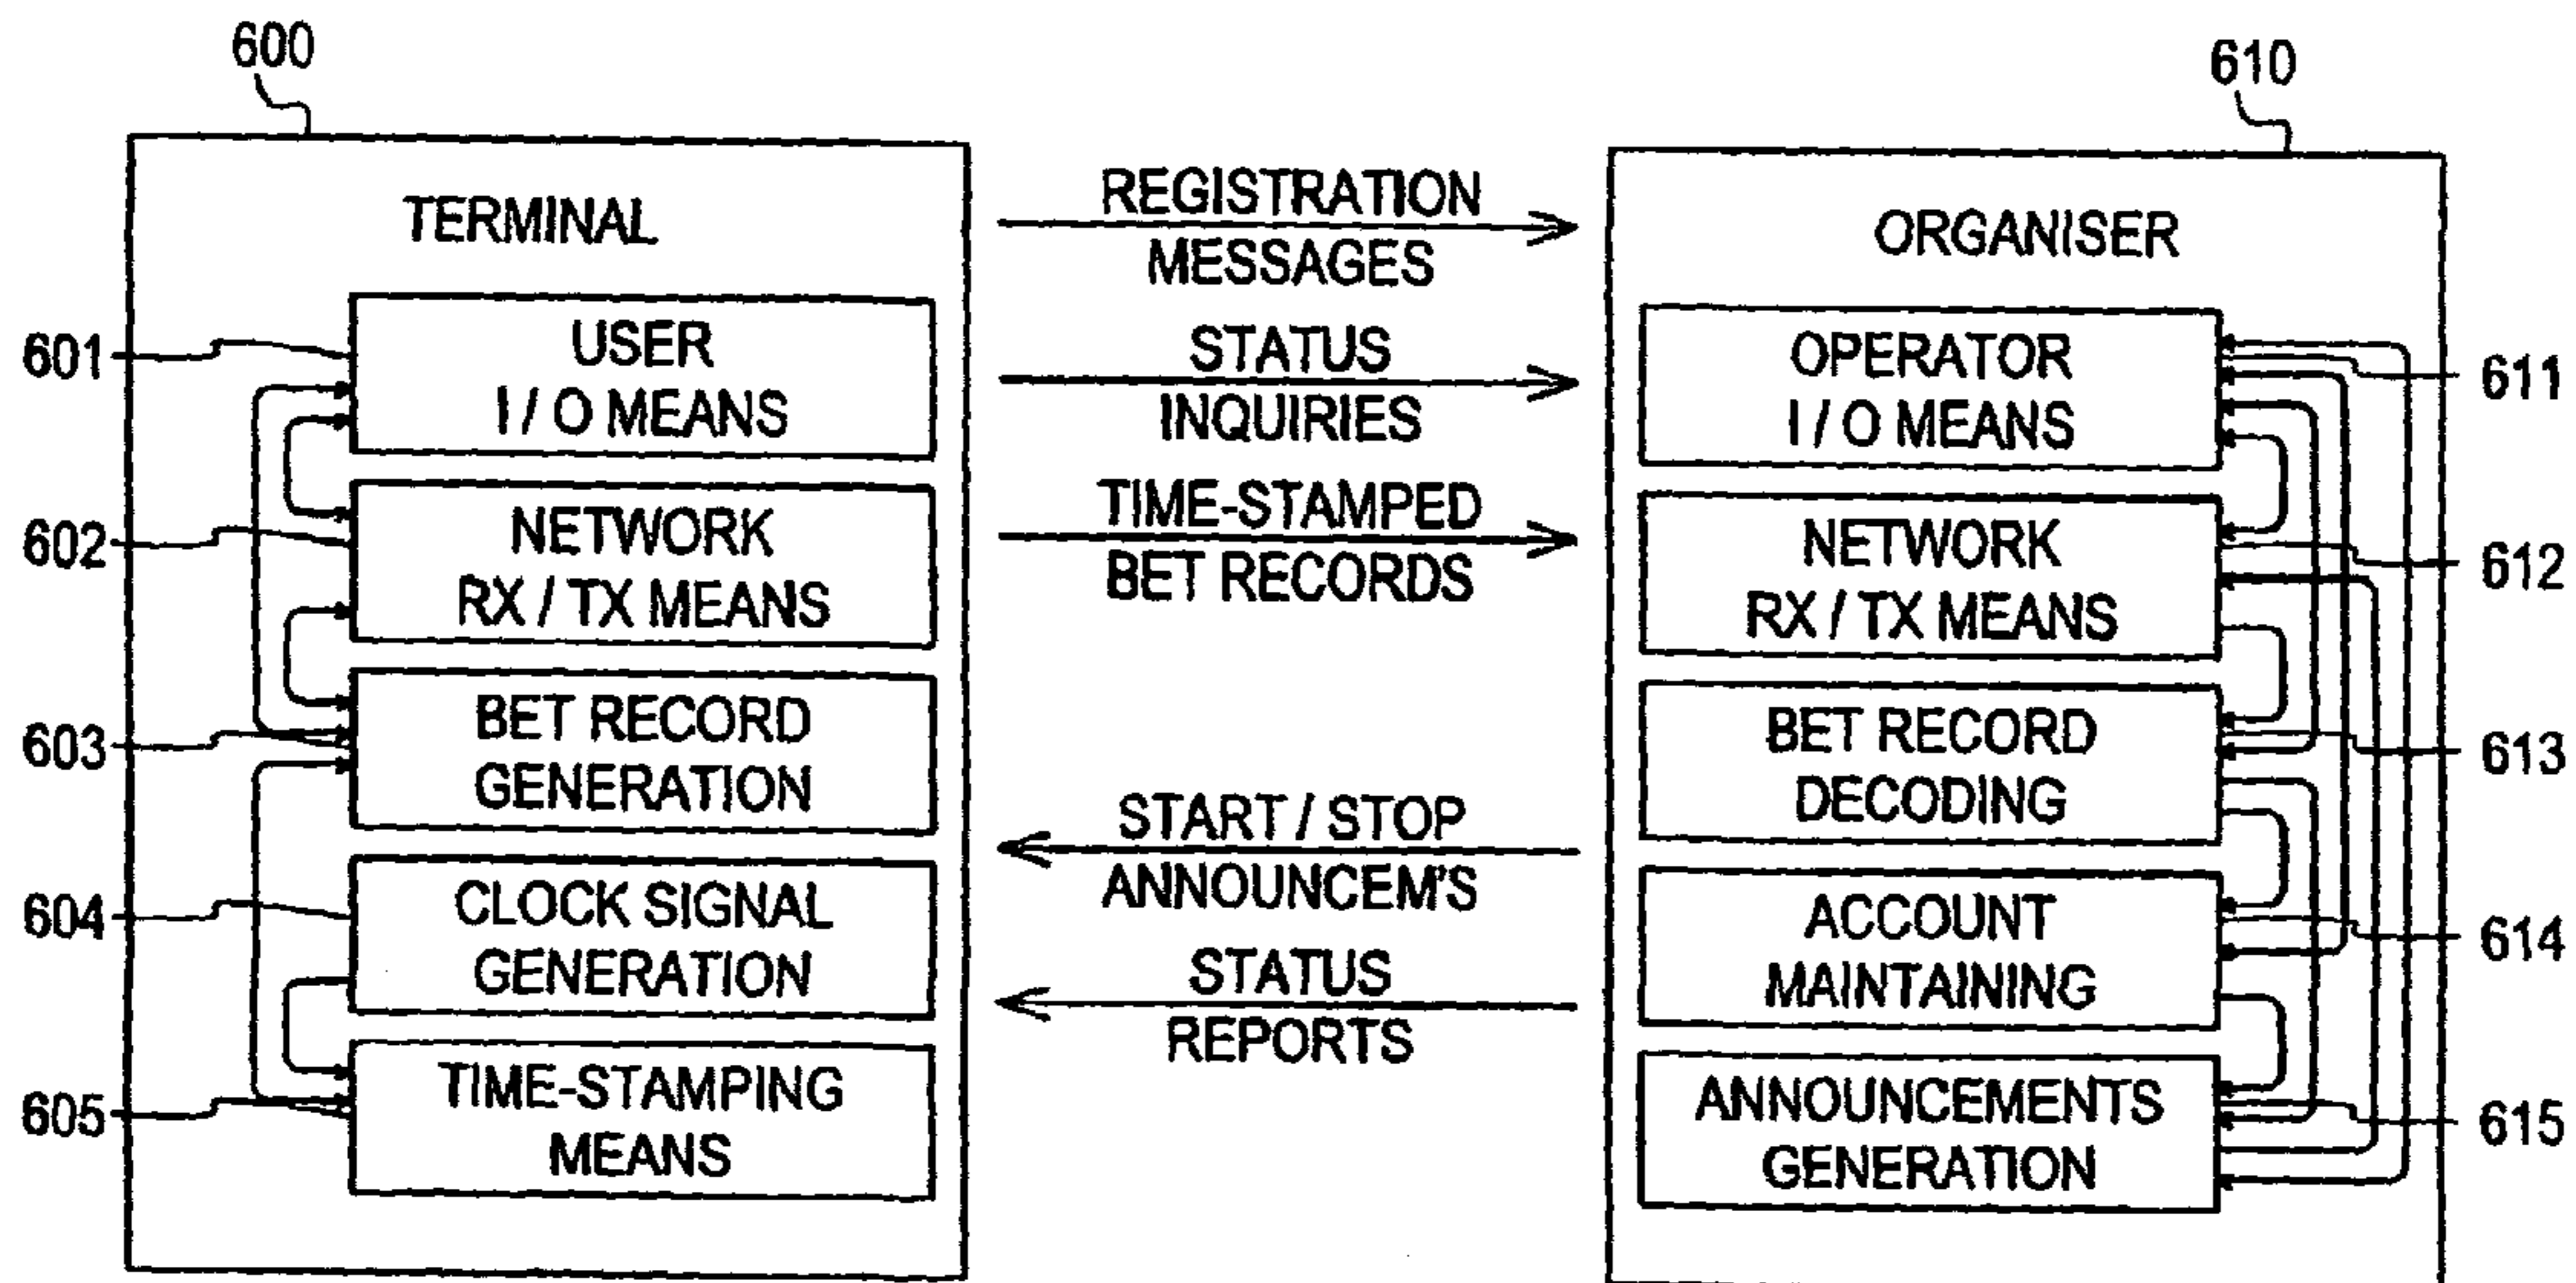 600
610
TERMINAL
601
USER
I / O MEANS
602
NETWORK
RX / TX MEANS
603
BET RECORD
GENERATION
604
CLOCK SIGNAL
GENERATION
605
TIME-STAMPING
MEANS
REGISTRATION
MESSAGES
STATUS
INQUIRIES
TIME-STAMPED
BET RECORDS
START / STOP
ANNOUNCEM'S
STATUS
REPORTS
ORGANISER
OPERATOR
I / O MEANS
611
NETWORK
RX / TX MEANS
612
BET RECORD
DECODING
613
ACCOUNT
MAINTAINING
614
ANNOUNCEMENTS
GENERATION
615